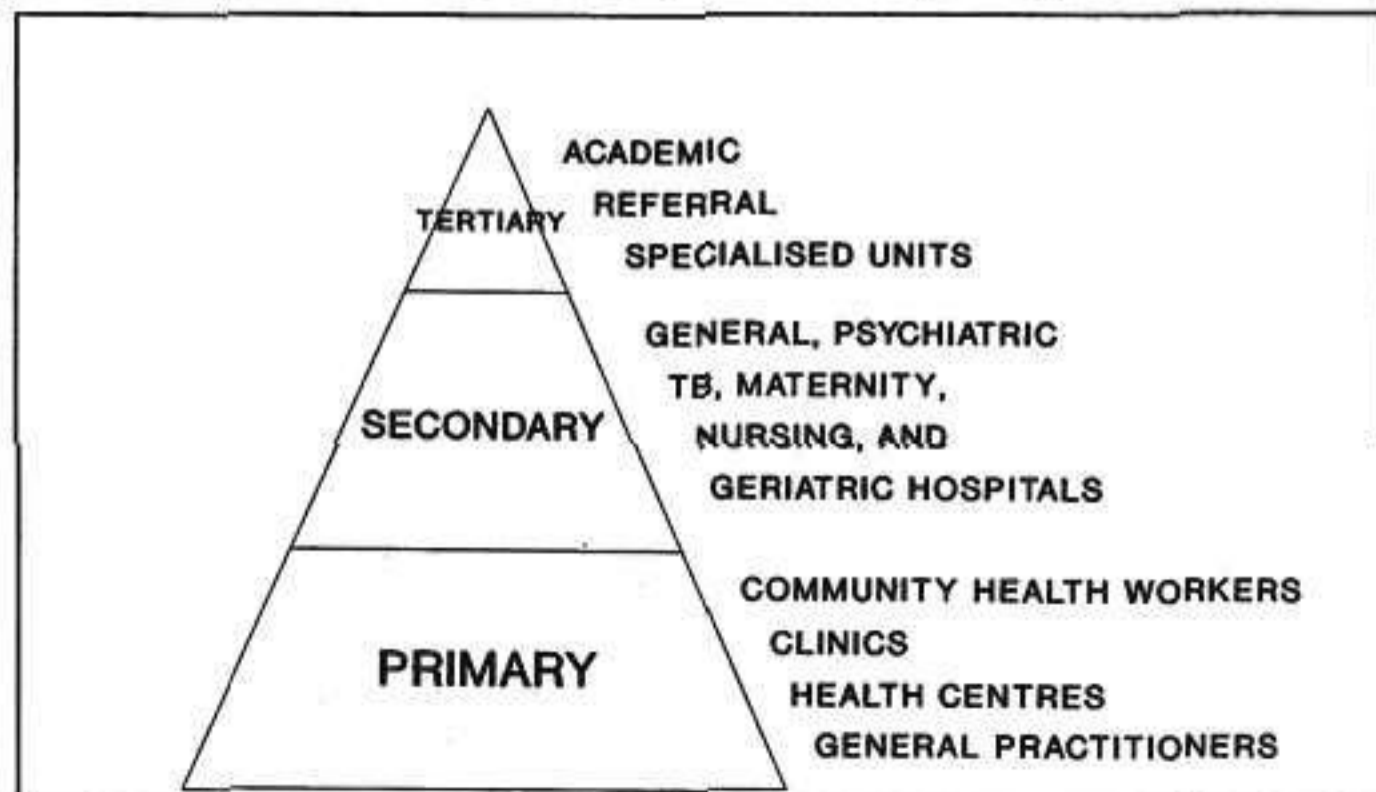 ACADEMIC
TERTIARY
REFERRAL
SPECIALISED UNITS
GENERAL, PSYCHIATRIC
TB, MATERNITY,
SECONDARY
NURSING, AND
GERIATRIC HOSPITALS
COMMUNITY HEALTH WORKERS
CLINICS
PRIMARY
HEALTH CENTRES
GENERAL PRACTITIONERS